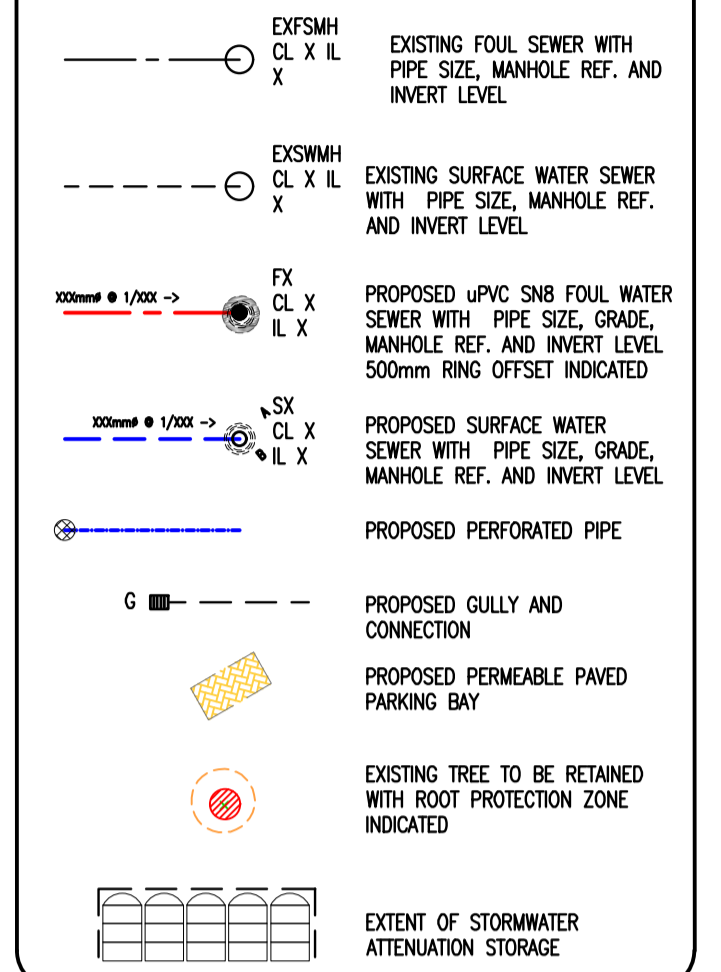 EXFSMH
CL X IL
X
EXISTING FOUL SEWER WITH
PIPE SIZE, MANHOLE REF. AND
INVERT LEVEL
EXSWMH
CL X IL
X
EXISTING SURFACE WATER SEWER
WITH PIPE SIZE, MANHOLE REF.
AND INVERT LEVEL
XXXmmø @ 1/XXX ->
FX
CL X
IL X
PROPOSED uPVC SN8 FOUL WATER
SEWER WITH PIPE SIZE, GRADE,
MANHOLE REF. AND INVERT LEVEL
500mm RING OFFSET INDICATED
XXXmmø @ 1/XXX ->
A
SX
CL X
B
IL X
PROPOSED SURFACE WATER
SEWER WITH PIPE SIZE, GRADE,
MANHOLE REF. AND INVERT LEVEL
PROPOSED PERFORATED PIPE
G
PROPOSED GULLY AND
CONNECTION
PROPOSED PERMEABLE PAVED
PARKING BAY
EXISTING TREE TO BE RETAINED
WITH ROOT PROTECTION ZONE
INDICATED
EXTENT OF STORMWATER
ATTENUATION STORAGE